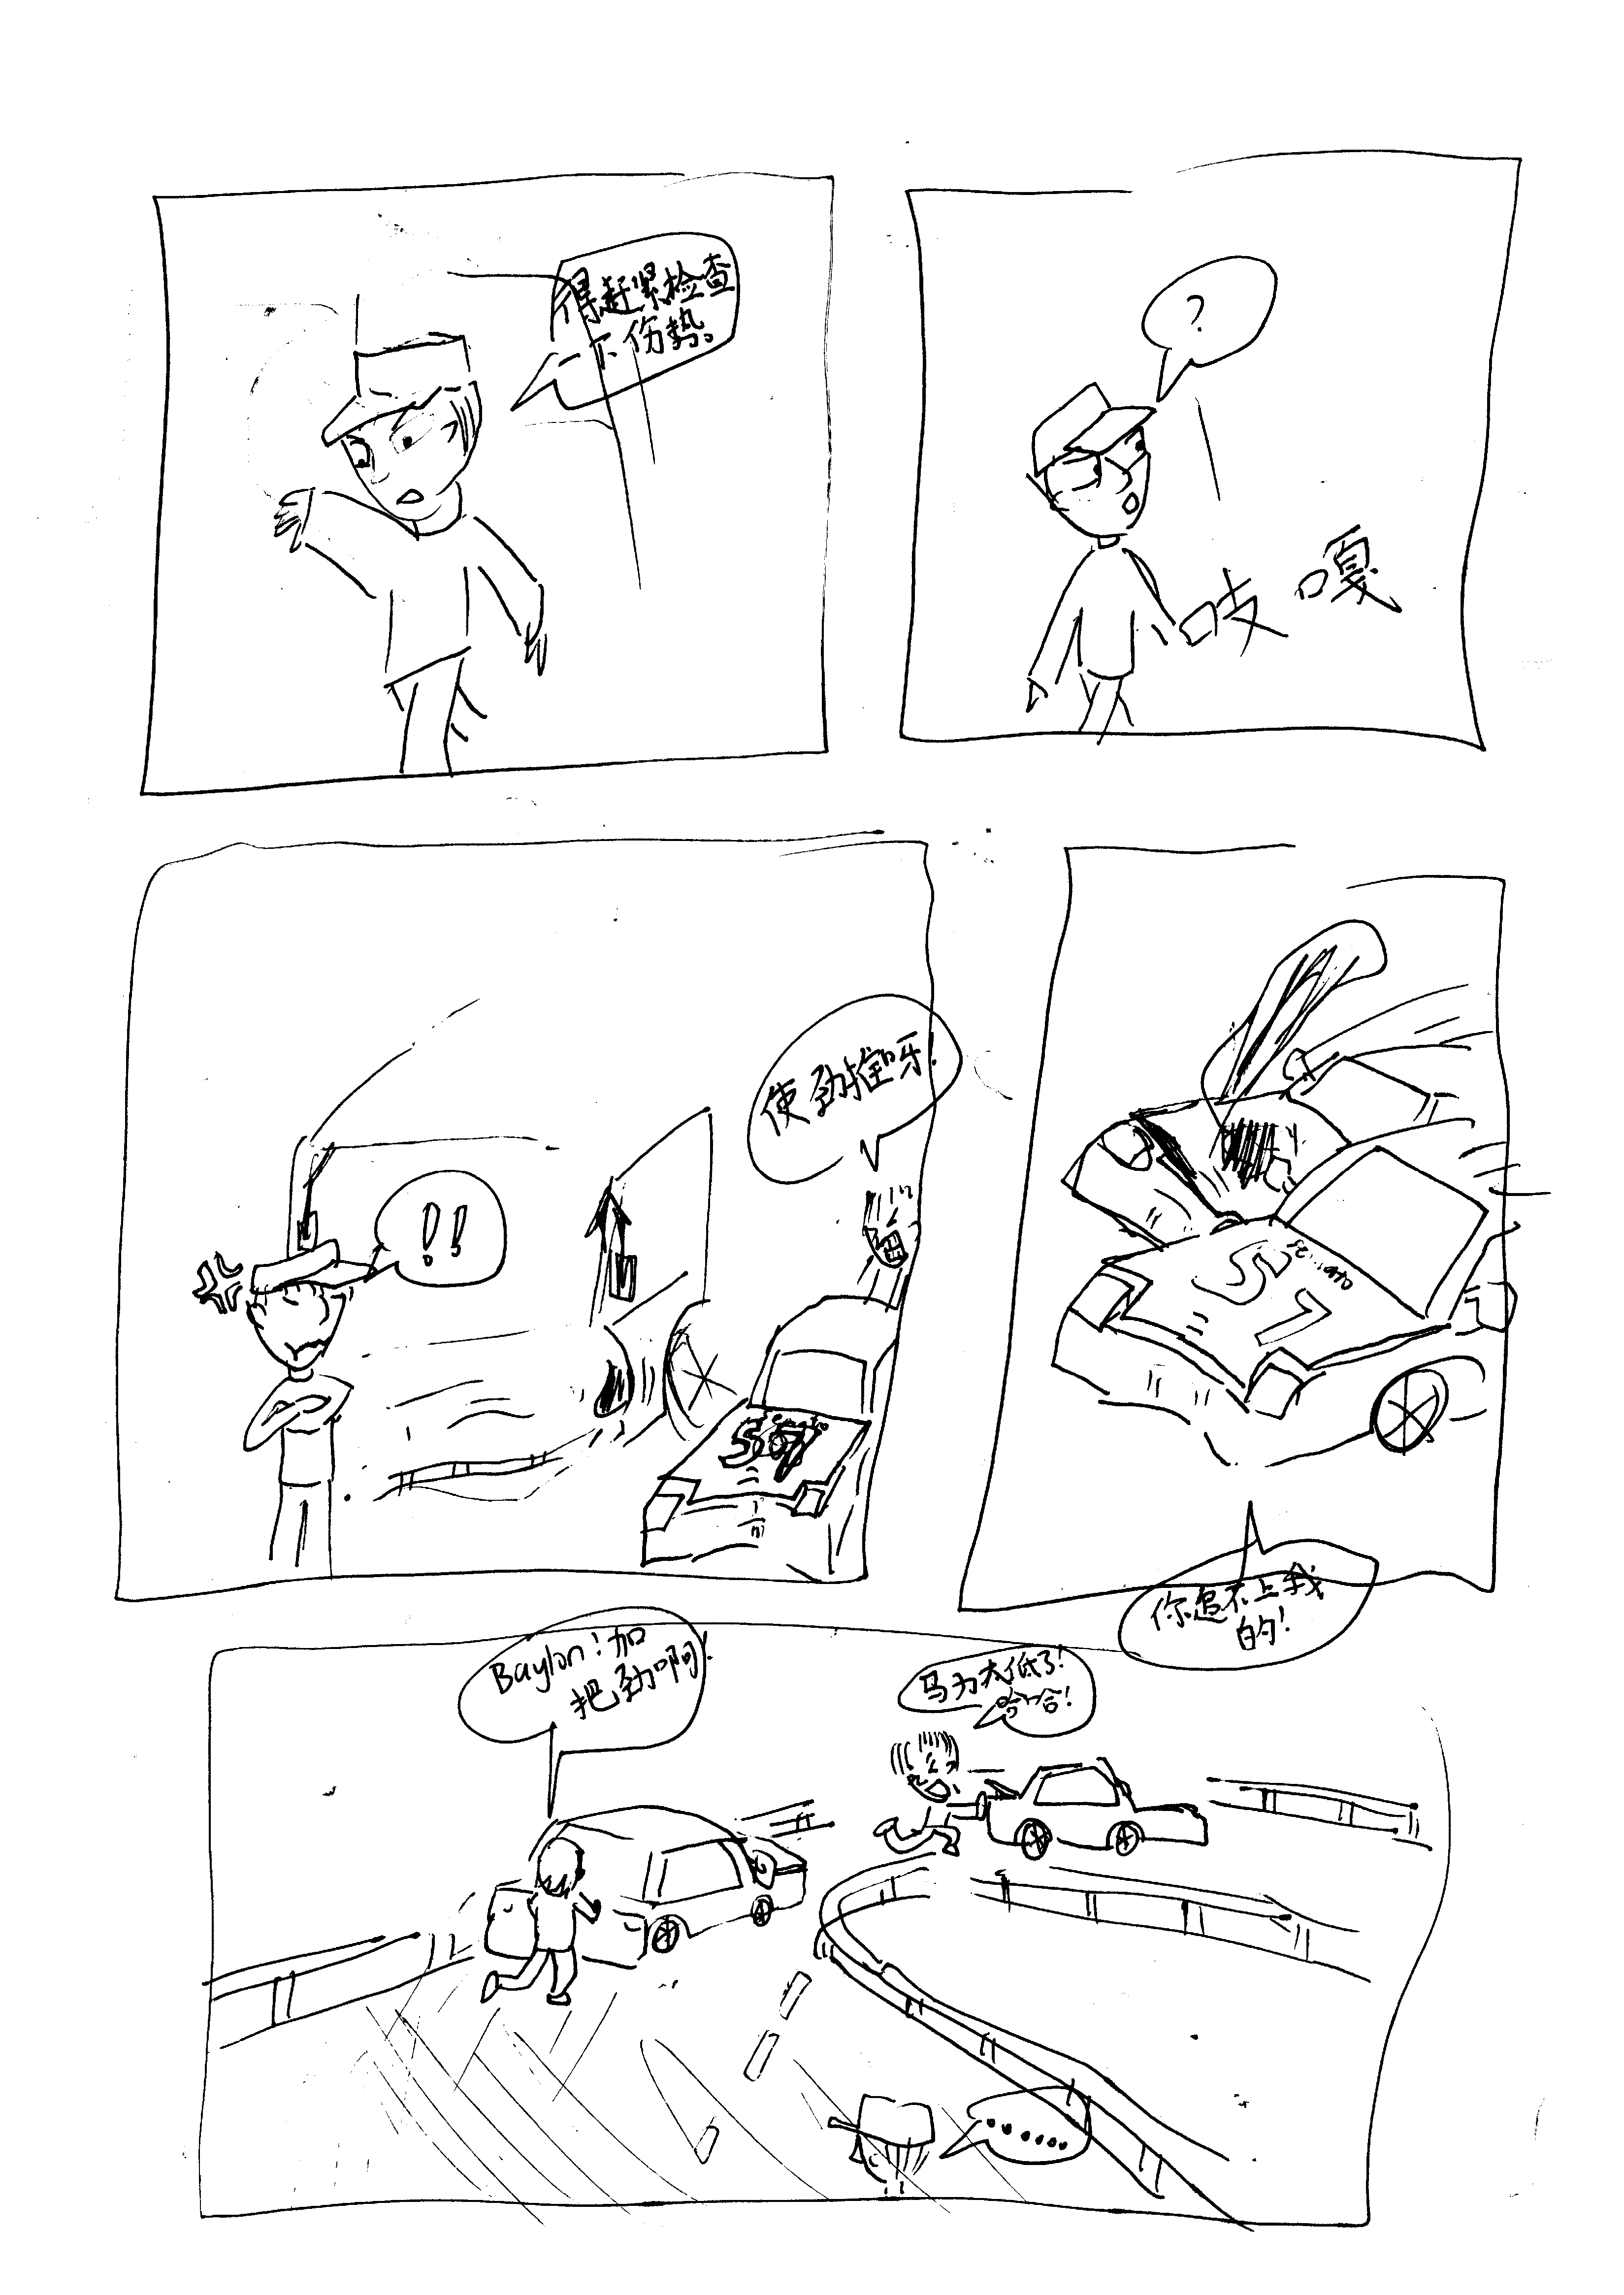 得赶紧检查
一下伤势。
?
吱 嘎
!!
使劲推呀!
57
你追不上我
的!
Baylon!加
把劲啊!
马力太低了!
哈哈!
......